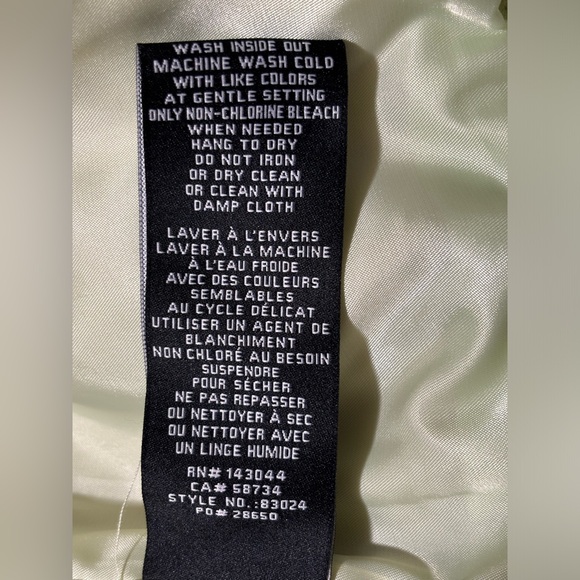 WASH INSIDE OUT
MACHINE WASH COLD
WITH LIKE COLORS
AT GENTLE SETTING
ONLY NON-CHLORINE BLEACH
WHEN NEEDED
HANG TO DRY
DO NOT IRON
OR DRY CLEAN
OR CLEAN WITH
DAMP CLOTH
LAVER À L'ENVERS
LAVER À LA MACHINE
À L'EAU FROIDE
AVEC DES COULEURS
SEMBLABLES
AU CYCLE DÉLICAT
UTILISER UN AGENT DE
BLANCHIMENT
NON CHLORÉ AU BESOIN
SUSPENDRE
POUR SÉCHER
NE PAS REPASSER
OU NETTOYER À SEC
OU NETTOYER AVEC
UN LINGE HUMIDE
RN# 143044
CA# 58734
STYLE NO.:83024
PO# 28650